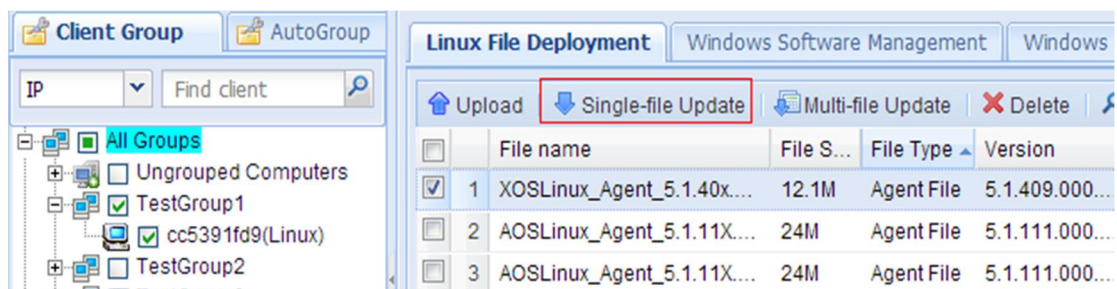 Client Group AutoGroup
IP Find client
All Groups
Ungrouped Computers
TestGroup1
cc5391fd9(Linux)
TestGroup2
Linux File Deployment Windows Software Management Windows
Upload Single-file Update Multi-file Update Delete
File name File S... File Type Version
1 XOSLinux_Agent_5.1.40x.... 12.1M Agent File 5.1.409.000...
2 AOSLinux_Agent_5.1.11X.... 24M Agent File 5.1.111.000...
3 AOSLinux_Agent_5.1.11X.... 24M Agent File 5.1.111.000...